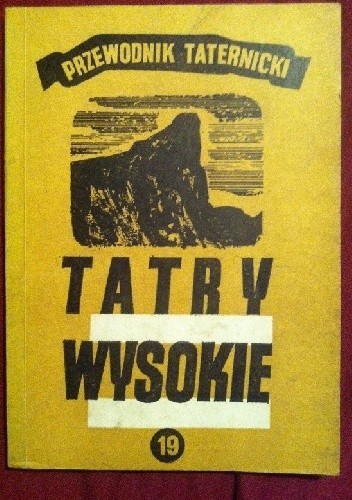 PRZEWODNIK TATERNICKI
TATRY
WYSOKIE
19